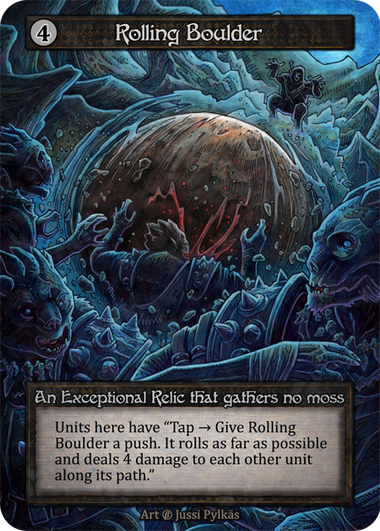 4
Rolling Boulder
An Exceptional Relic that gathers no moss
Units here have “Tap → Give Rolling
Boulder a push. It rolls as far as possible
and deals 4 damage to each other unit
along its path.”
Art @ Jussi Pylkäs